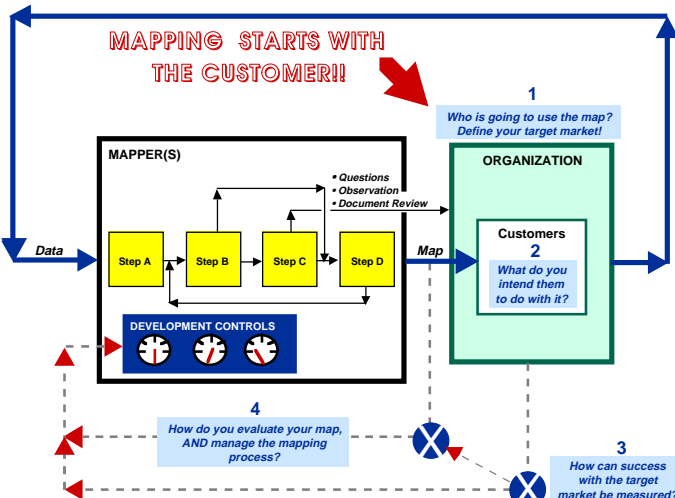 MAPPING STARTS WITH
THE CUSTOMER!!
1
Who is going to use the map?
Define your target market!
MAPPER(S)
• Questions
• Observation
• Document Review
ORGANIZATION
Data
Step A
Step B
Step C
Step D
Map
Customers
2
What do you
intend them
to do with it?
DEVELOPMENT CONTROLS
4
How do you evaluate your map,
AND manage the mapping
process?
3
How can success
with the target
market be measured?